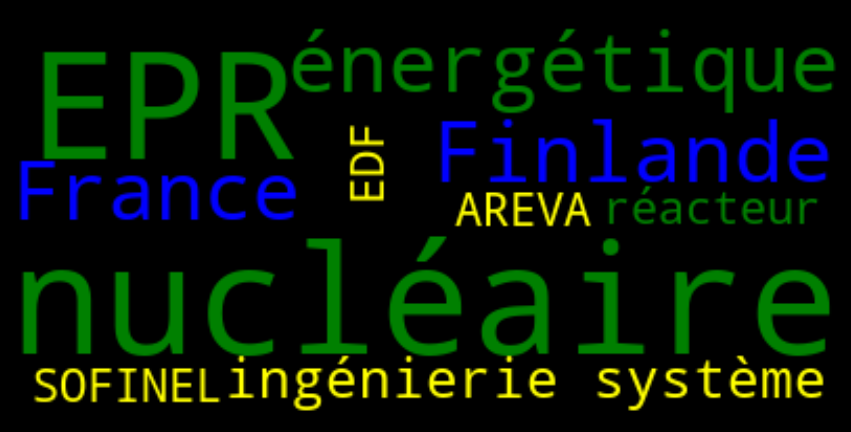 EPR énergétique
EDF
France
Finlande
AREVA réacteur
nucléaire
SOFINEL ingénierie système